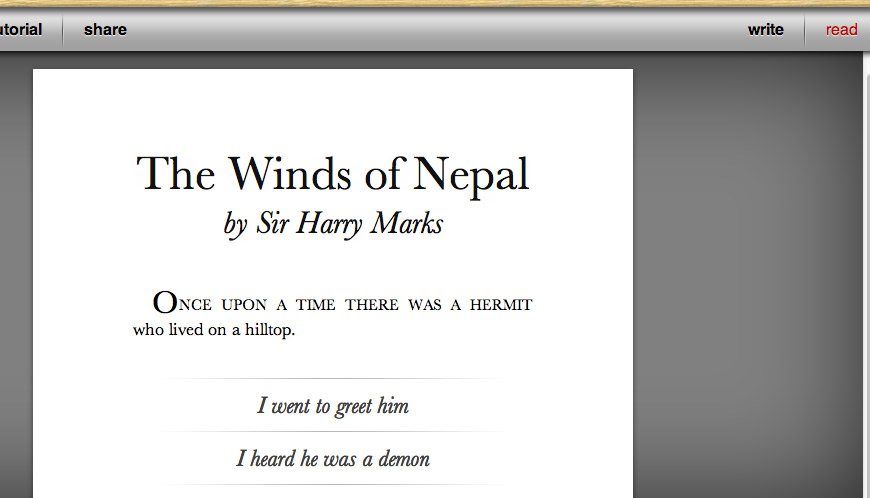 utorial share write read
The Winds of Nepal
by Sir Harry Marks
ONCE UPON A TIME THERE WAS A HERMIT
who lived on a hilltop.
I went to greet him
I heard he was a demon